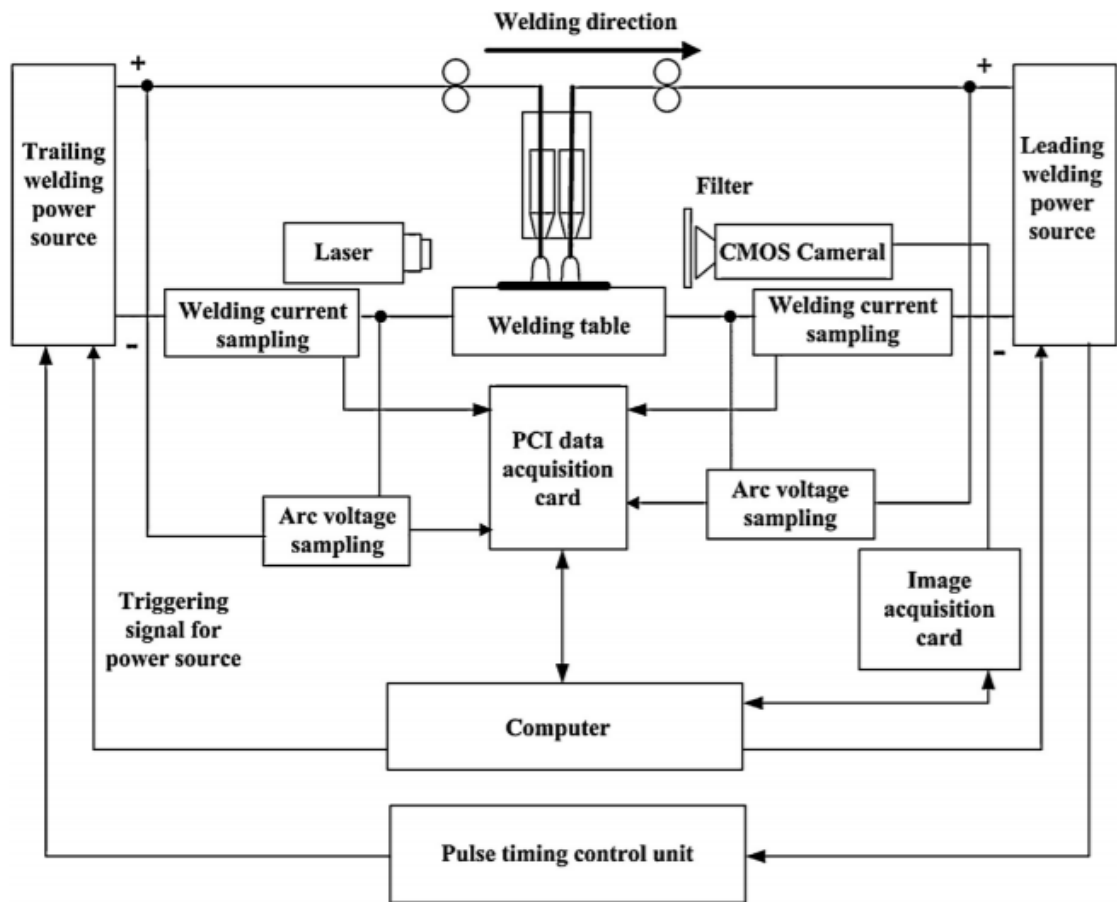 Welding direction
+
+
Trailing
welding
power
source
Leading
welding
power
source
Filter
Laser
CMOS Cameral
Welding current
sampling
Welding table
Welding current
sampling
-
-
PCI data
acquisition
card
Arc voltage
sampling
Arc voltage
sampling
Image
acquisition
card
Triggering
signal for
power source
Computer
Pulse timing control unit